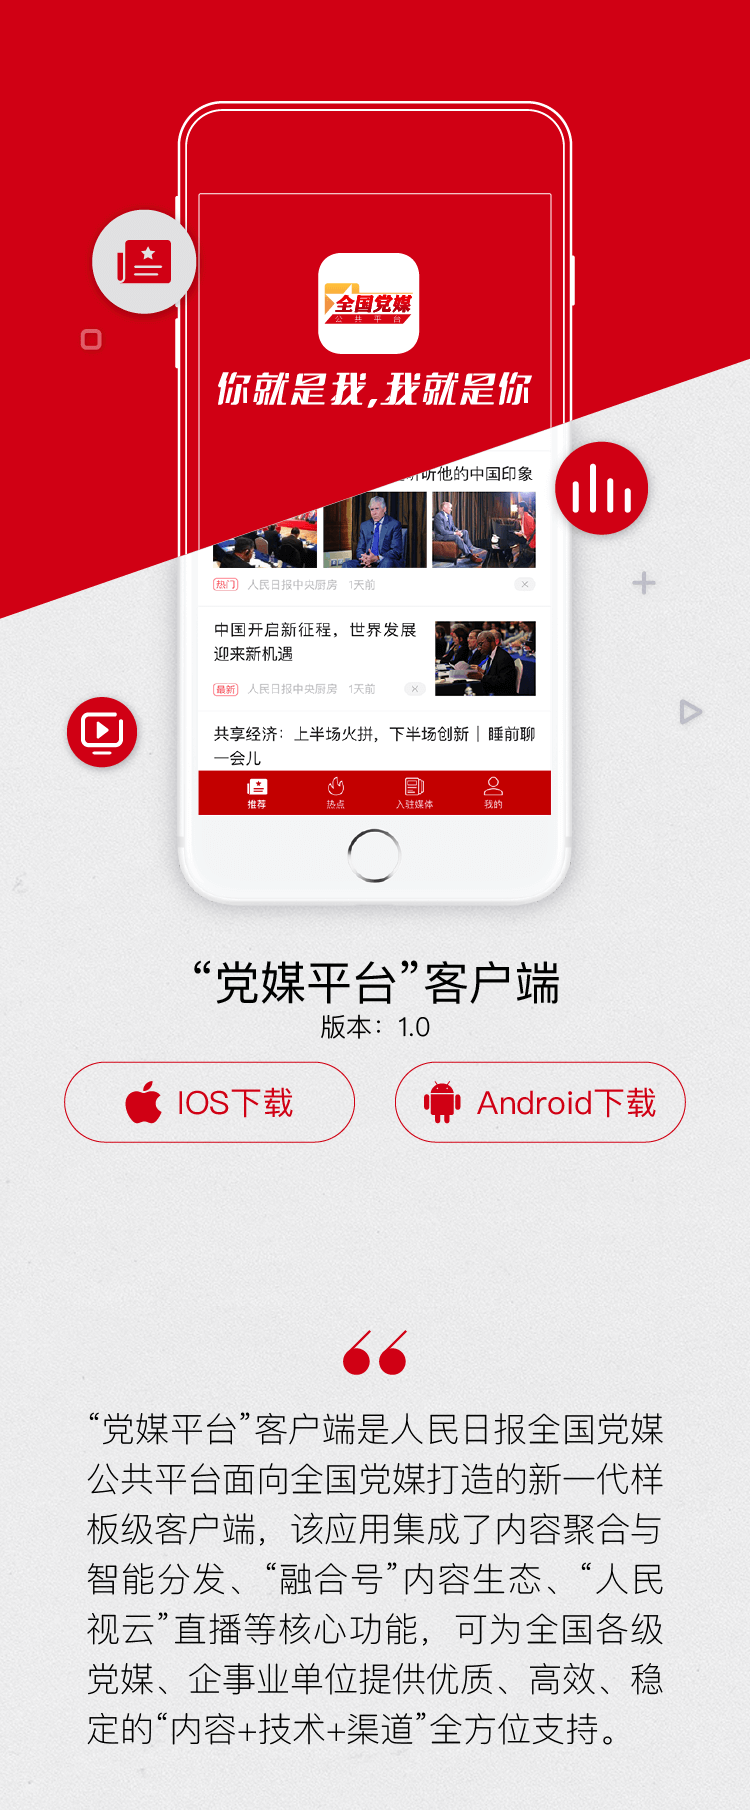 全国党媒
公共平台
你就是我,我就是你
听他的中国印象
热门 人民日报中央厨房 1天前
中国开启新征程，世界发展
迎来新机遇
最新 人民日报中央厨房 1天前
共享经济：上半场火拼，下半场创新｜睡前聊
一会儿
推荐 热点 入驻媒体 我的
“党媒平台”客户端
版本：1.0
IOS下载 Android下载
“党媒平台”客户端是人民日报全国党媒
公共平台面向全国党媒打造的新一代样
板级客户端，该应用集成了内容聚合与
智能分发、“融合号”内容生态、“人民
视云”直播等核心功能，可为全国各级
党媒、企事业单位提供优质、高效、稳
定的“内容+技术+渠道”全方位支持。